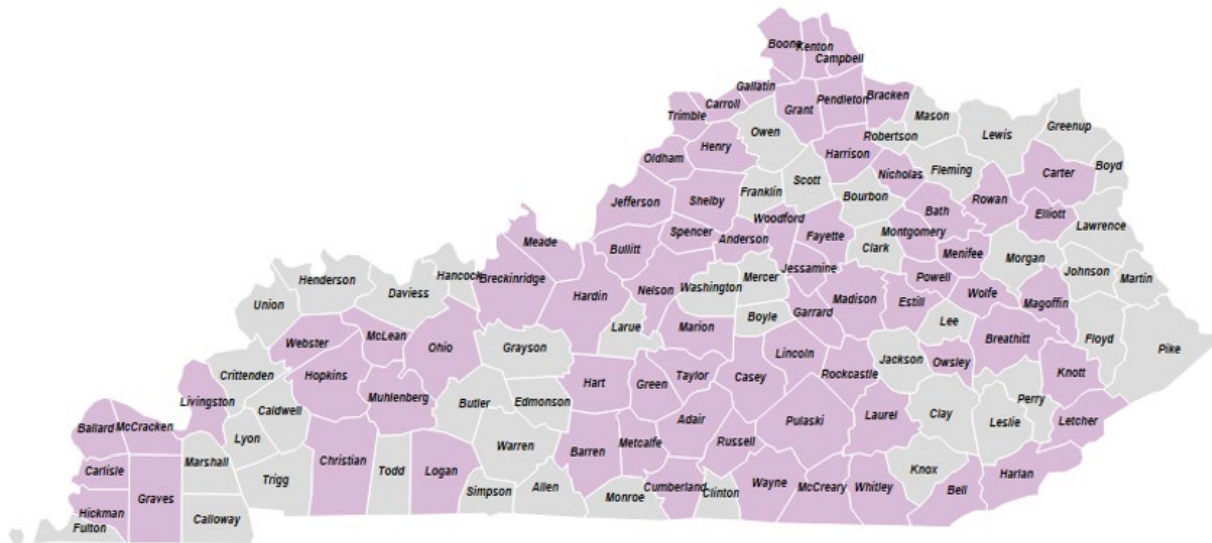 Boone
Kenton
Campbell
Gallatin
Carroll
Trimble
Grant
Pendleton
Bracken
Mason
Lewis
Greenup
Boyd
Owen
Robertson
Henry
Oldham
Harrison
Fleming
Carter
Nicholas
Scott
Franklin
Bourbon
Rowan
Jefferson
Shelby
Bath
Elliott
Woodford
Lawrence
Spencer
Anderson
Fayette
Montgomery
Meade
Bullitt
Clark
Menifee
Morgan
Hancock
Breckinridge
Henderson
Daviess
Union
Hardin
Nelson
Washington
Mercer
Jessamine
Powell
Johnson
Martin
Madison
Estill
Wolfe
Magoffin
Larue
Marion
Boyle
Garrard
Lee
Webster
McLean
Ohio
Grayson
Lincoln
Jackson
Owsley
Breathitt
Floyd
Pike
Crittenden
Hopkins
Hart
Green
Taylor
Casey
Rockcastle
Knott
Livingston
Caldwell
Muhlenberg
Butler
Edmonson
Adair
Pulaski
Laurel
Clay
Leslie
Perry
Letcher
Ballard
McCracken
Lyon
Warren
Barren
Metcalfe
Russell
Marshall
Carlisle
Graves
Trigg
Christian
Todd
Logan
Simpson
Allen
Monroe
Cumberland
Clinton
Wayne
McCreary
Whitley
Knox
Bell
Harlan
Hickman
Fulton
Calloway